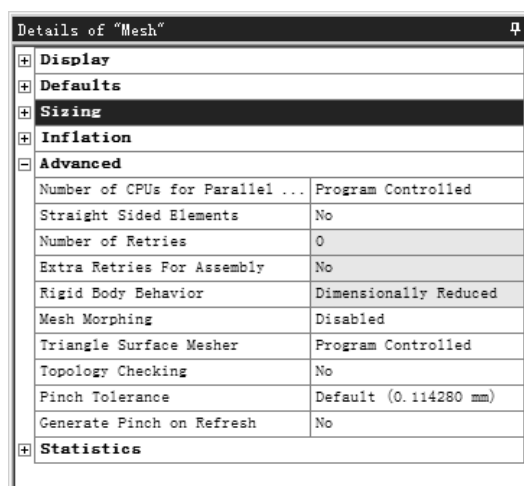 Details of "Mesh"
Display
Defaults
Sizing
Inflation
Advanced
Number of CPUs for Parallel ... Program Controlled
Straight Sided Elements No
Number of Retries 0
Extra Retries For Assembly No
Rigid Body Behavior Dimensionally Reduced
Mesh Morphing Disabled
Triangle Surface Mesher Program Controlled
Topology Checking No
Pinch Tolerance Default (0.114280 mm)
Generate Pinch on Refresh No
Statistics